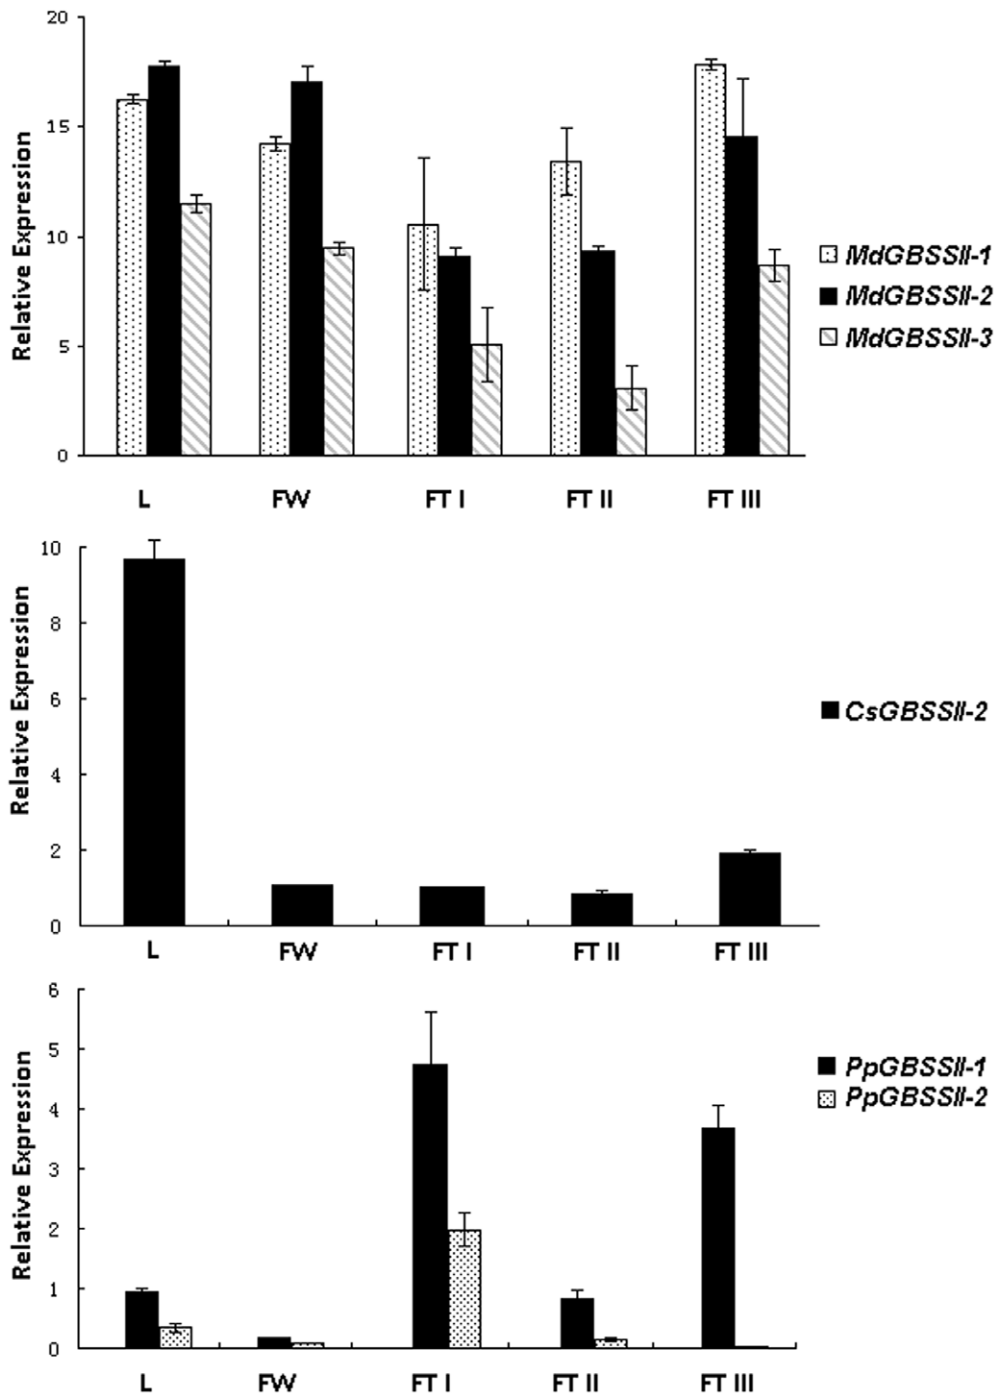 20
15
10
5
0
Relative Expression
L FW FT I FT II FT III
MdGBSSII-1
MdGBSSII-2
MdGBSSII-3
10
8
6
4
2
0
Relative Expression
L FW FT I FT II FT III
CsGBSSII-2
6
5
4
3
2
1
0
Relative Expression
L FW FT I FT II FT III
PpGBSSII-1
PpGBSSII-2